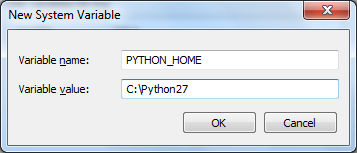 New System Variable
Variable name: PYTHON_HOME
Variable value: C:\Python27
OK Cancel